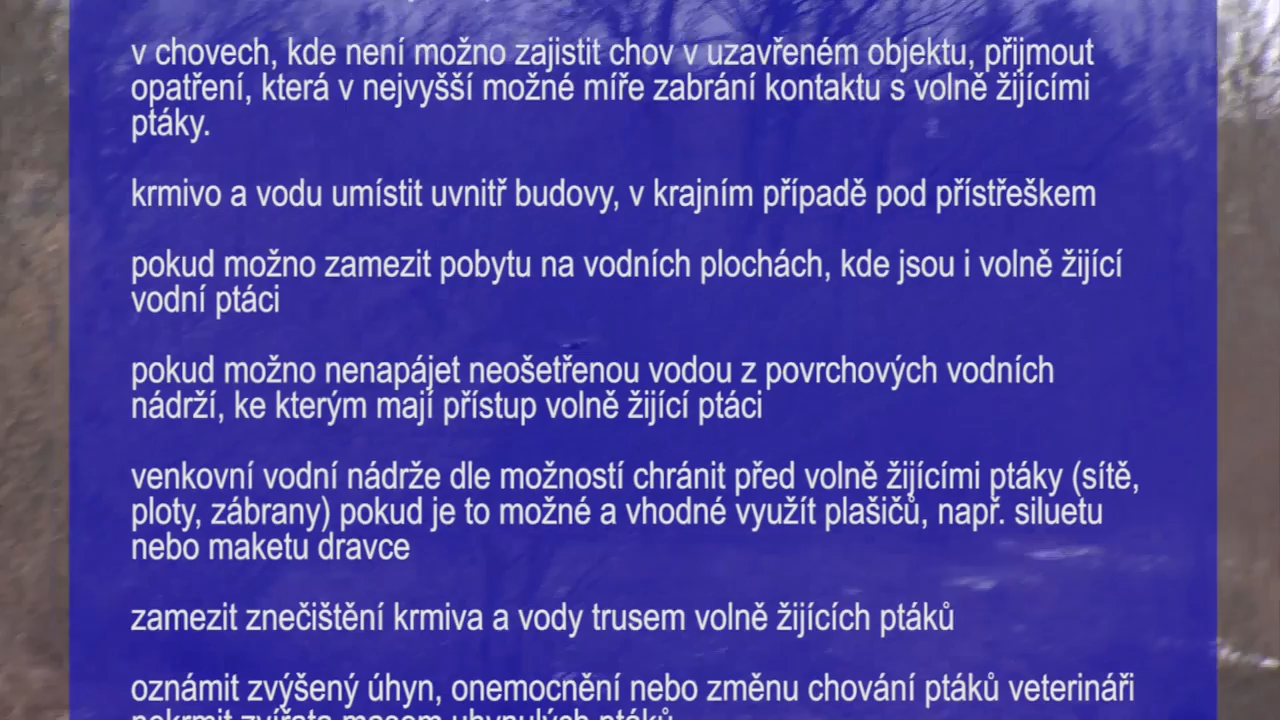 v chovech, kde není možno zajistit chov v uzavřeném objektu, přijmout
opatření, která v nejvyšší možné míře zabrání kontaktu s volně žijícími
ptáky.
krmivo a vodu umístit uvnitř budovy, v krajním případě pod přístřeškem
pokud možno zamezit pobytu na vodních plochách, kde jsou i volně žijící
vodní ptáci
pokud možno nenapájet neošetřenou vodou z povrchových vodních
nádrží, ke kterým mají přístup volně žijící ptáci
venkovní vodní nádrže dle možností chránit před volně žijícími ptáky (sítě,
ploty, zábrany) pokud je to možné a vhodné využít plašičů, např. siluetu
nebo maketu dravce
zamezit znečištění krmiva a vody trusem volně žijících ptáků
oznámit zvýšený úhyn, onemocnění nebo změnu chování ptáků veterináři
nekrmit zvířata masem uhynulých ptáků